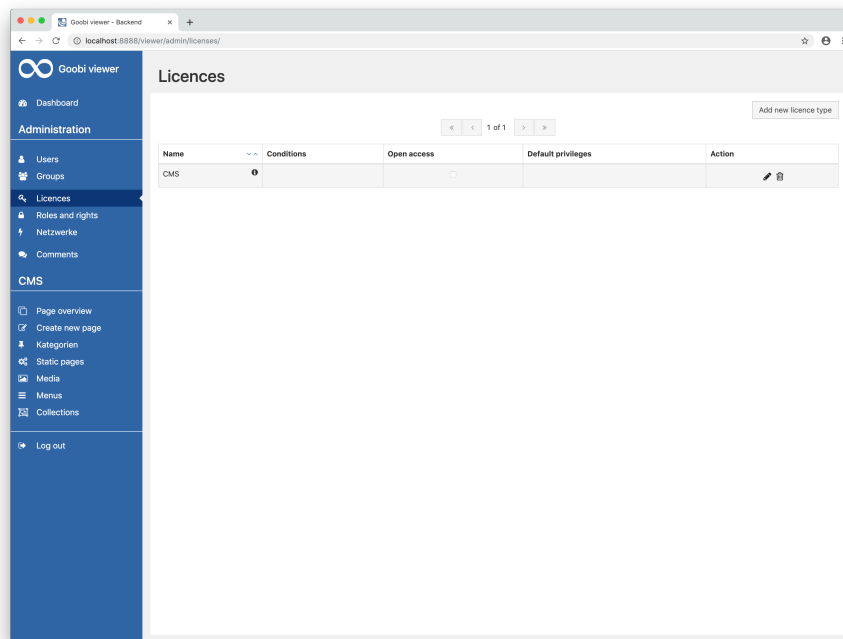 Goobi viewer - Backend
localhost:8888/viewer/admin/licenses/
Goobi viewer
Dashboard
Administration
Users
Groups
Licences
Roles and rights
Netzwerke
Comments
CMS
Page overview
Create new page
Kategorien
Static pages
Media
Menus
Collections
Log out
Licences
Add new licence type
1 of 1
Name Conditions Open access Default privileges Action
CMS